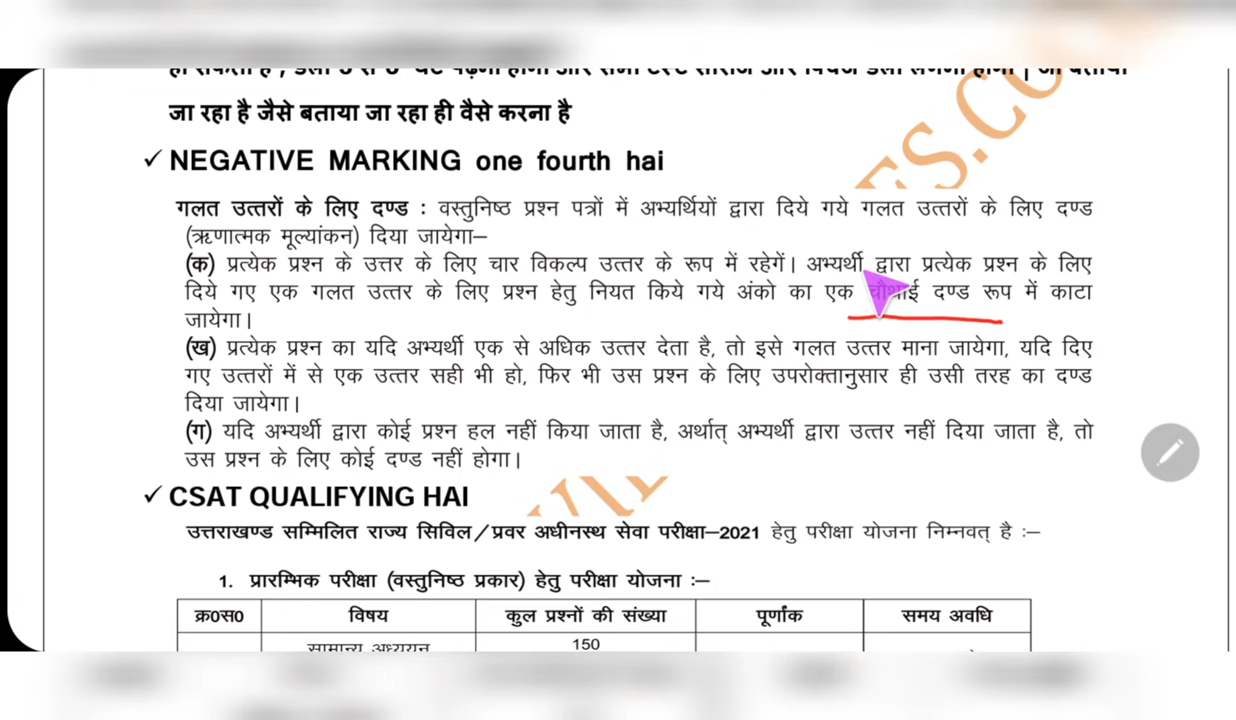 जा रहा है जैसे बताया जा रहा ही वैसे करना है
✓ NEGATIVE MARKING one fourth hai
गलत उत्तरों के लिए दण्ड : वस्तुनिष्ठ प्रश्न पत्रों में अभ्यर्थियों द्वारा दिये गये गलत उत्तरों के लिए दण्ड
(ऋणात्मक मूल्यांकन) दिया जायेगा–
(क) प्रत्येक प्रश्न के उत्तर के लिए चार विकल्प उत्तर के रूप में रहेगें। अभ्यर्थी द्वारा प्रत्येक प्रश्न के लिए
दिये गए एक गलत उत्तर के लिए प्रश्न हेतु नियत किये गये अंको का एक चौथाई दण्ड रूप में काटा
जायेगा।
(ख) प्रत्येक प्रश्न का यदि अभ्यर्थी एक से अधिक उत्तर देता है, तो इसे गलत उत्तर माना जायेगा, यदि दिए
गए उत्तरों में से एक उत्तर सही भी हो, फिर भी उस प्रश्न के लिए उपरोक्तानुसार ही उसी तरह का दण्ड
दिया जायेगा।
(ग) यदि अभ्यर्थी द्वारा कोई प्रश्न हल नहीं किया जाता है, अर्थात् अभ्यर्थी द्वारा उत्तर नहीं दिया जाता है, तो
उस प्रश्न के लिए कोई दण्ड नहीं होगा।
✓ CSAT QUALIFYING HAI
उत्तराखण्ड सम्मिलित राज्य सिविल/प्रवर अधीनस्थ सेवा परीक्षा–2021 हेतु परीक्षा योजना निम्नवत् है :–
1. प्रारम्भिक परीक्षा (वस्तुनिष्ठ प्रकार) हेतु परीक्षा योजना :–
क्र0स0 विषय कुल प्रश्नों की संख्या पूर्णांक समय अवधि
सामान्य अध्ययन 150